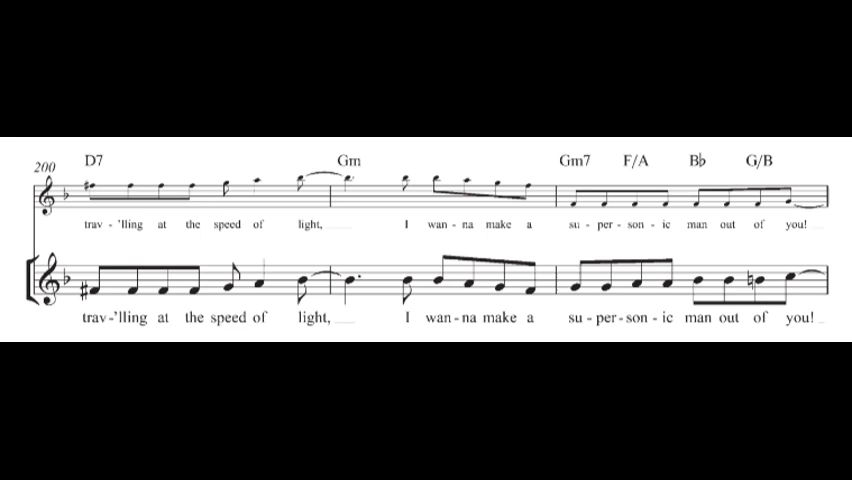 200 D7 Gm Gm7 F/A B♭ G/B
trav-'lling at the speed of light, I wan-na make a su-per-son-ic man out of you!
trav-'lling at the speed of light, I wan-na make a su-per-son-ic man out of you!